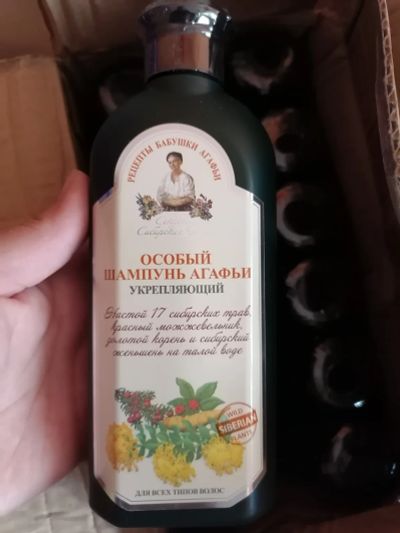 РЕЦЕПТЫ БАБУШКИ АГАФЬИ
ОСОБЫЙ
ШАМПУНЬ АГАФЬИ
УКРЕПЛЯЮЩИЙ
Настой 17 сибирских трав,
красный можжевельник,
золотой корень и сибирский
женьшень на талой воде
WILD
SIBERIAN
PLANTS
ДЛЯ ВСЕХ ТИПОВ ВОЛОС